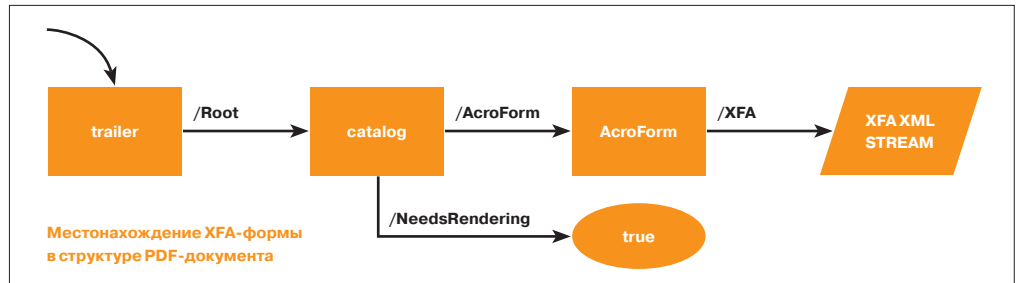 /Root
/AcroForm
/XFA
trailer
catalog
AcroForm
XFA XML
STREAM
/NeedsRendering
true
Местонахождение XFA-формы
в структуре PDF-документа